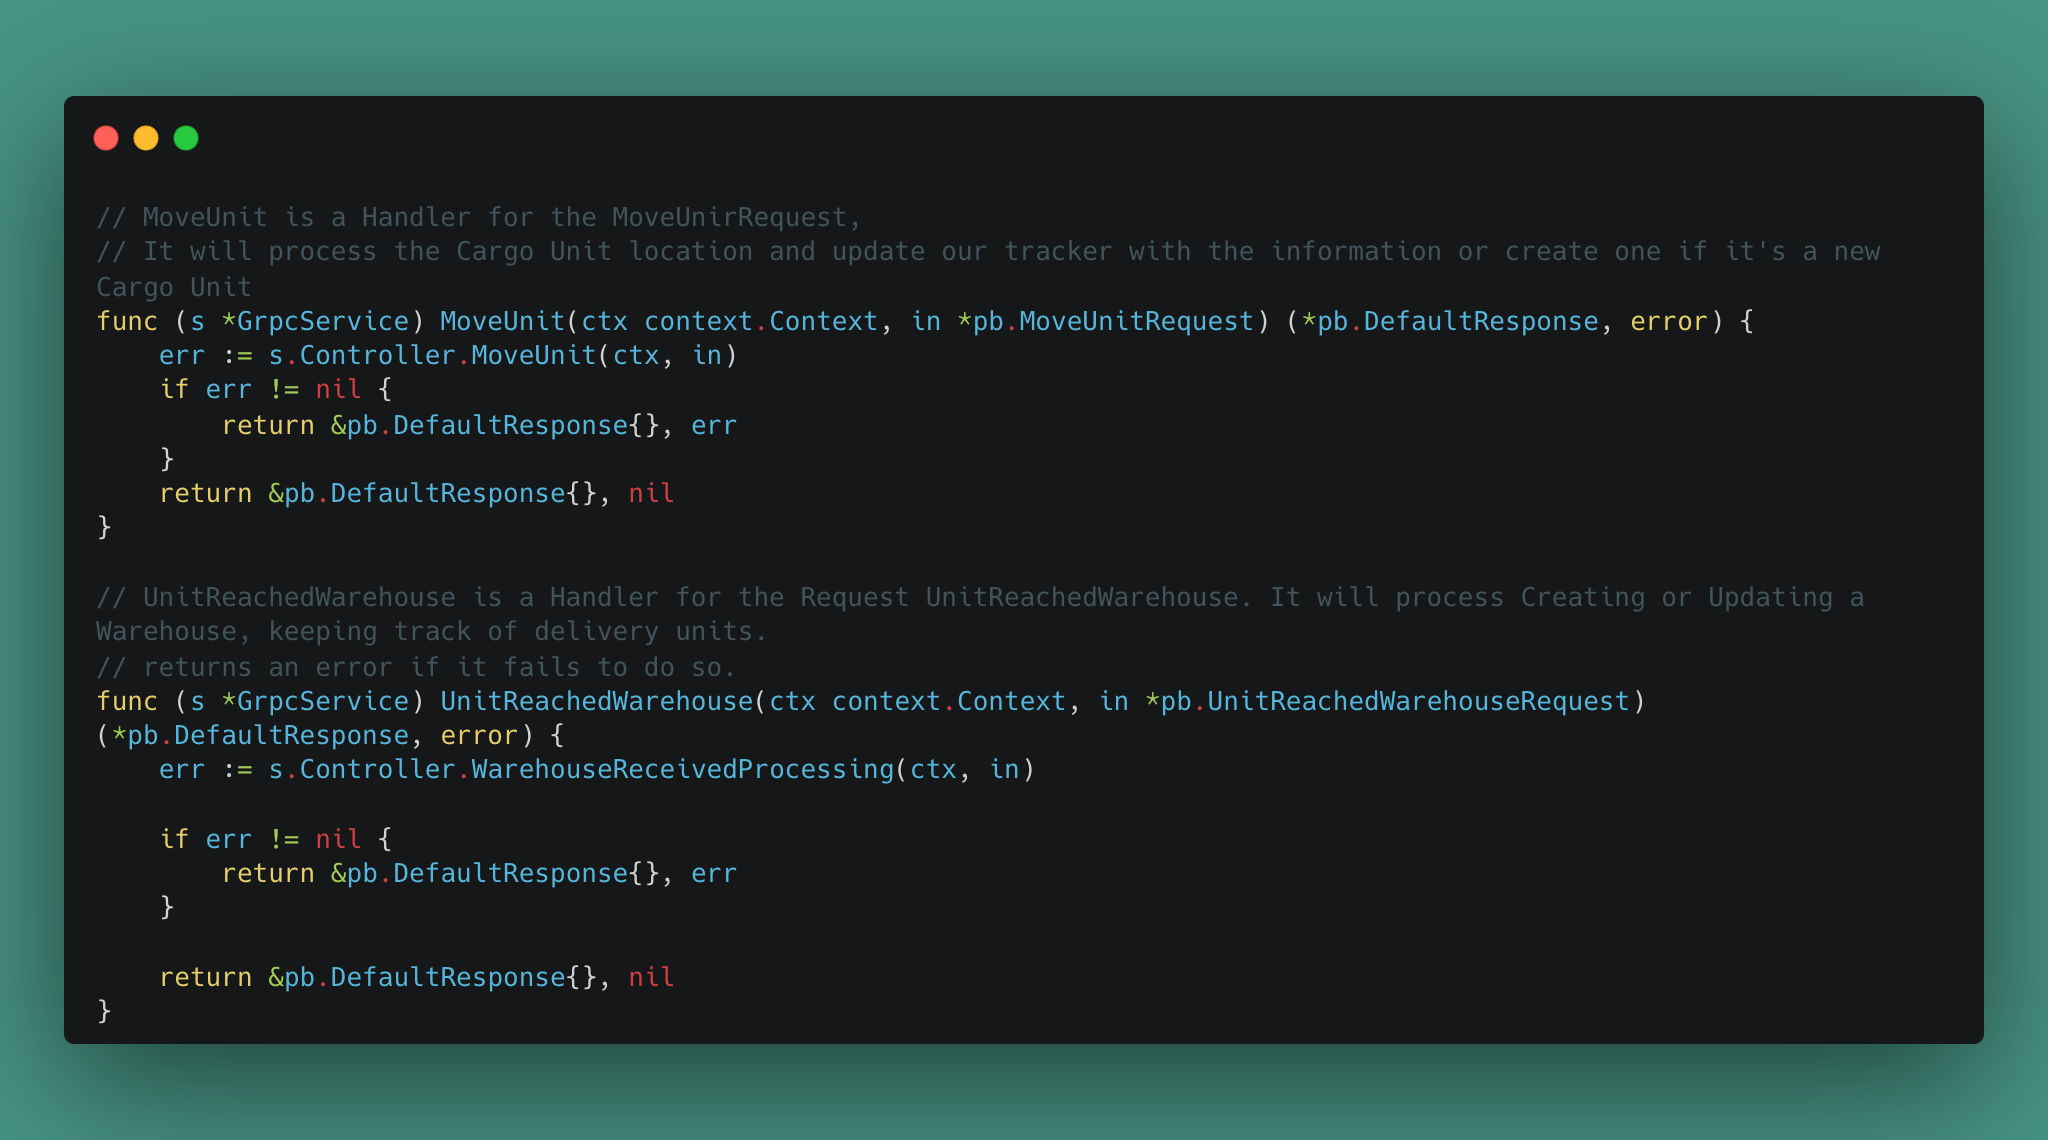 // MoveUnit is a Handler for the MoveUnirRequest,
// It will process the Cargo Unit location and update our tracker with the information or create one if it's a new
Cargo Unit
func (s *GrpcService) MoveUnit(ctx context.Context, in *pb.MoveUnitRequest) (*pb.DefaultResponse, error) {
    err := s.Controller.MoveUnit(ctx, in)
    if err != nil {
        return &pb.DefaultResponse{}, err
    }
    return &pb.DefaultResponse{}, nil
}

// UnitReachedWarehouse is a Handler for the Request UnitReachedWarehouse. It will process Creating or Updating a
Warehouse, keeping track of delivery units.
// returns an error if it fails to do so.
func (s *GrpcService) UnitReachedWarehouse(ctx context.Context, in *pb.UnitReachedWarehouseRequest)
(*pb.DefaultResponse, error) {
    err := s.Controller.WarehouseReceivedProcessing(ctx, in)

    if err != nil {
        return &pb.DefaultResponse{}, err
    }

    return &pb.DefaultResponse{}, nil
}